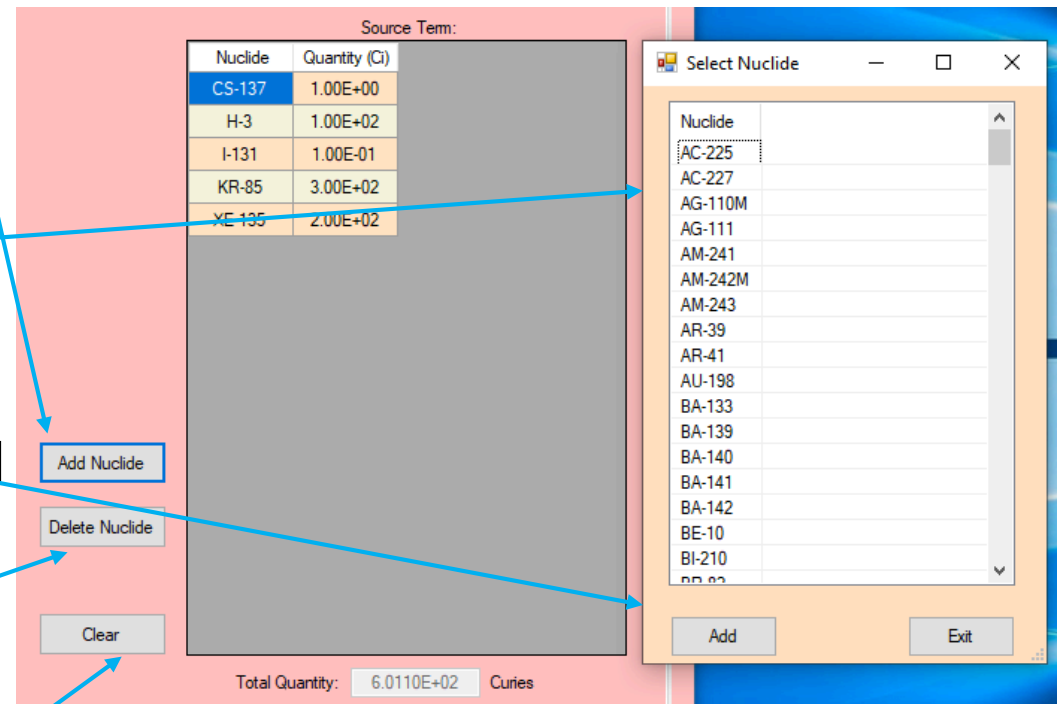 Source Term:
Nuclide Quantity (Ci)
CS-137 1.00E+00
H-3 1.00E+02
I-131 1.00E-01
KR-85 3.00E+02
XE-135 2.00E+02
Add Nuclide
Delete Nuclide
Clear
Total Quantity: 6.0110E+02 Curies
Select Nuclide
Nuclide
AC-225
AC-227
AG-110M
AG-111
AM-241
AM-242M
AM-243
AR-39
AR-41
AU-198
BA-133
BA-139
BA-140
BA-141
BA-142
BE-10
BI-210
Add Exit